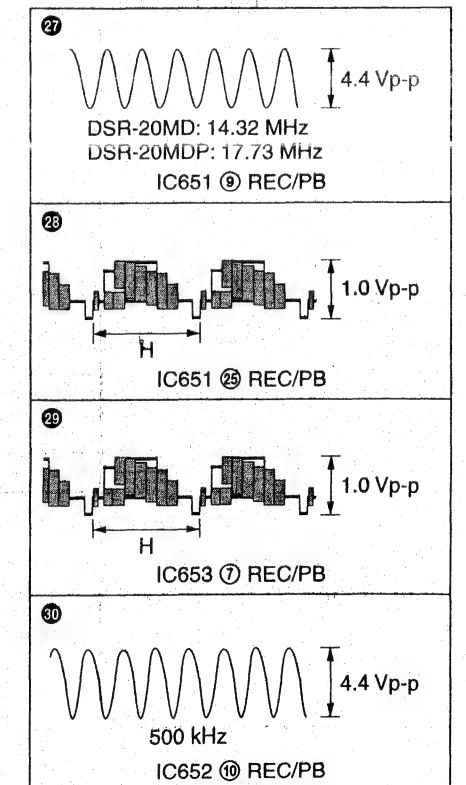 ㉗
4.4 Vp-p
DSR-20MD: 14.32 MHz
DSR-20MDP: 17.73 MHz
IC651 ⑨ REC/PB
㉘
1.0 Vp-p
H
IC651 ㉕ REC/PB
㉙
1.0 Vp-p
H
IC653 ⑦ REC/PB
㉚
4.4 Vp-p
500 kHz
IC652 ⑩ REC/PB